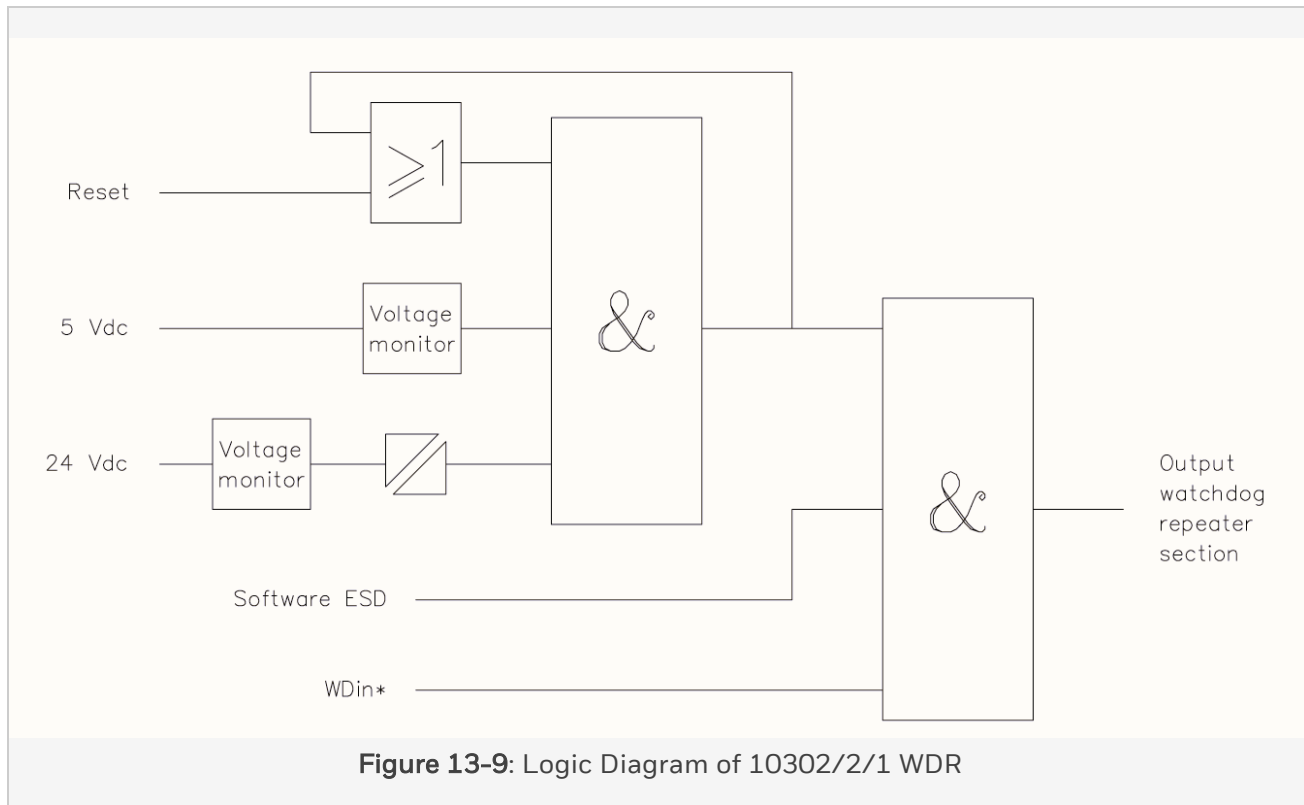 ≥1
Reset
5 Vdc
Voltage
monitor
&
24 Vdc
Voltage
monitor
&
Output
watchdog
repeater
section
Software ESD
WDin*
Figure 13-9: Logic Diagram of 10302/2/1 WDR